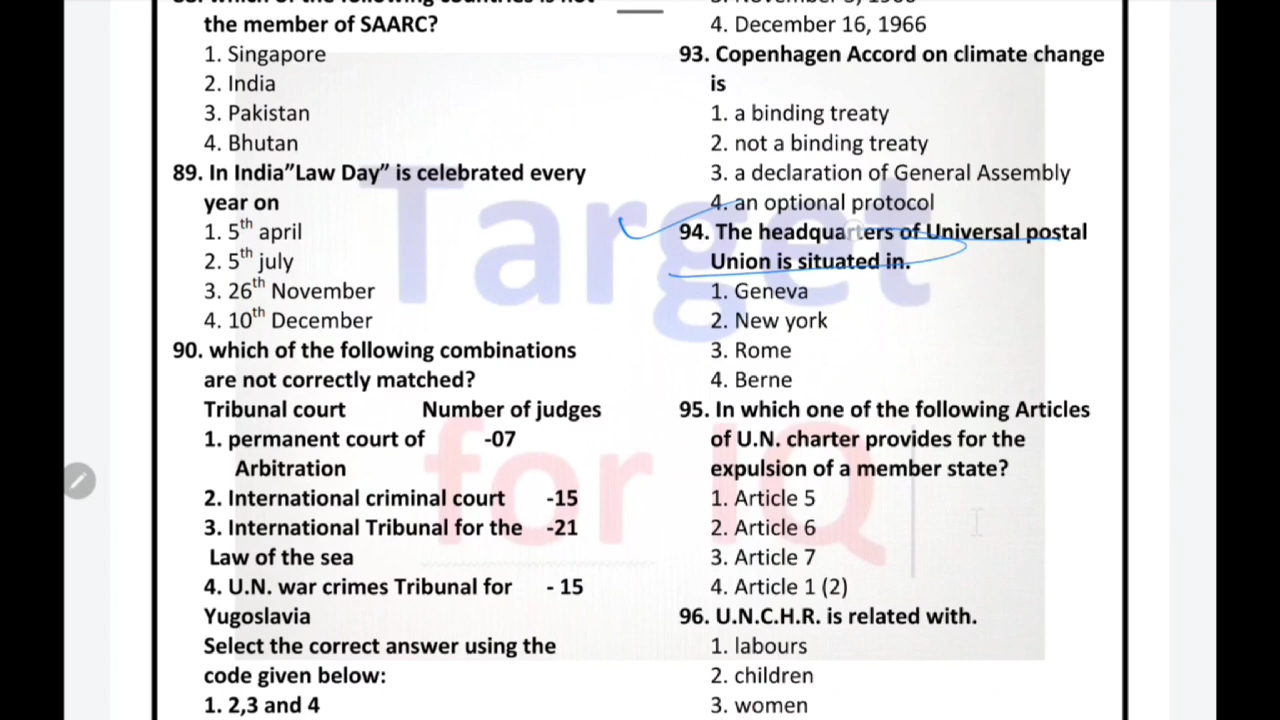 the member of SAARC?
1. Singapore
2. India
3. Pakistan
4. Bhutan
89. In India”Law Day” is celebrated every
year on
1. 5th april
2. 5th july
3. 26th November
4. 10th December
90. which of the following combinations
are not correctly matched?
Tribunal court Number of judges
1. permanent court of -07
Arbitration
2. International criminal court -15
3. International Tribunal for the -21
Law of the sea
4. U.N. war crimes Tribunal for - 15
Yugoslavia
Select the correct answer using the
code given below:
1. 2,3 and 4
4. December 16, 1966
93. Copenhagen Accord on climate change
is
1. a binding treaty
2. not a binding treaty
3. a declaration of General Assembly
4. an optional protocol
94. The headquarters of Universal postal
Union is situated in.
1. Geneva
2. New york
3. Rome
4. Berne
95. In which one of the following Articles
of U.N. charter provides for the
expulsion of a member state?
1. Article 5
2. Article 6
3. Article 7
4. Article 1 (2)
96. U.N.C.H.R. is related with.
1. labours
2. children
3. women
Target
for IQ